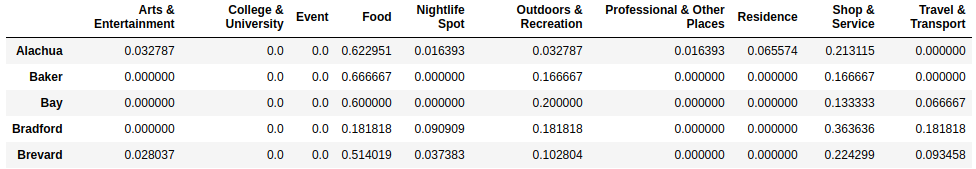 Arts & Entertainment College & University Event Food Nightlife Spot Outdoors & Recreation Professional & Other Places Residence Shop & Service Travel & Transport
Alachua 0.032787 0.0 0.0 0.622951 0.016393 0.032787 0.016393 0.065574 0.213115 0.000000
Baker 0.000000 0.0 0.0 0.666667 0.000000 0.166667 0.000000 0.000000 0.166667 0.000000
Bay 0.000000 0.0 0.0 0.600000 0.000000 0.200000 0.000000 0.000000 0.133333 0.066667
Bradford 0.000000 0.0 0.0 0.181818 0.090909 0.181818 0.000000 0.000000 0.363636 0.181818
Brevard 0.028037 0.0 0.0 0.514019 0.037383 0.102804 0.000000 0.000000 0.224299 0.093458